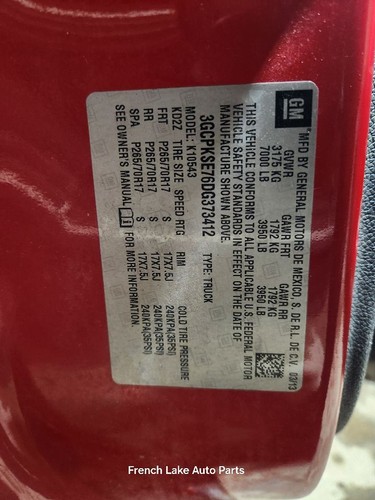 GM
MFD BY GENERAL MOTORS DE MEXICO, S. DE R.L. DE C.V. 03/13
GVWR GAWR FRT GAWR RR
3175 KG 1792 KG 1792 KG
7000 LB 3950 LB 3950 LB
THIS VEHICLE CONFORMS TO ALL APPLICABLE U.S. FEDERAL MOTOR
VEHICLE SAFETY STANDARDS IN EFFECT ON THE DATE OF
MANUFACTURE SHOWN ABOVE.
3GCPKSE76DG373412 TYPE: TRUCK
MODEL: K10543
KD2Z TIRE SIZE SPEED RTG RIM COLD TIRE PRESSURE
FRT P265/70R17 S 17X7.5J 240KPA(35PSI)
RR P265/70R17 S 17X7.5J 240KPA(35PSI)
SPA P265/70R17 S 17X7.5J 240KPA(35PSI)
SEE OWNER'S MANUAL FOR MORE INFORMATION.
French Lake Auto Parts